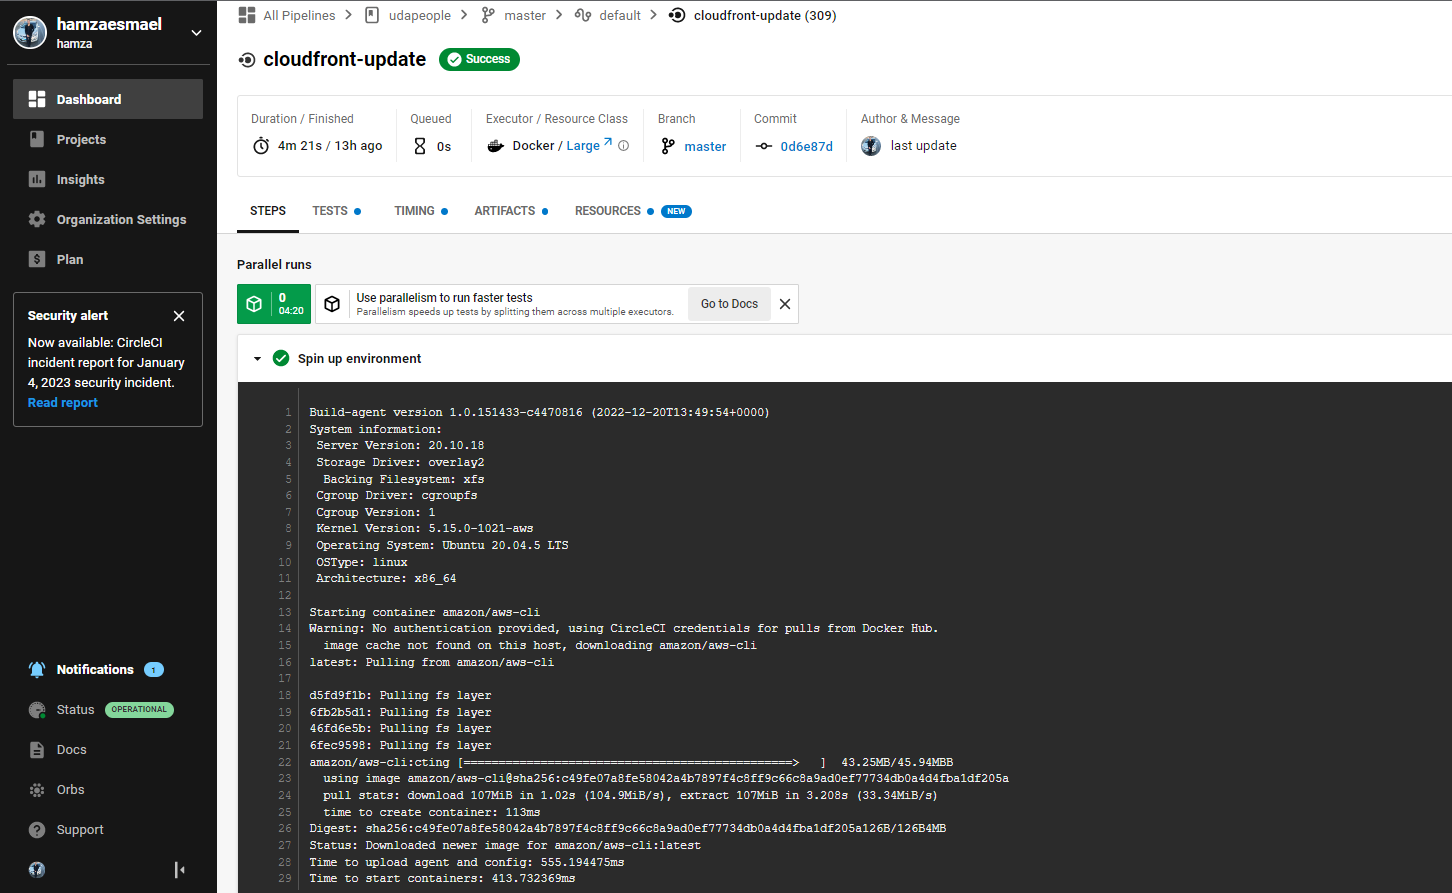 hamzaesmael
hamza
Dashboard
Projects
Insights
Organization Settings
Plan
Security alert
Now available: CircleCI
incident report for January
4, 2023 security incident.
Read report
Notifications 1
Status OPERATIONAL
Docs
Orbs
Support
All Pipelines udapeople master default cloudfront-update (309)
cloudfront-update Success
Duration / Finished
4m 21s / 13h ago
Queued
0s
Executor / Resource Class
Docker / Large
Branch
master
Commit
0d6e87d
Author & Message
last update
STEPS TESTS TIMING ARTIFACTS RESOURCES NEW
Parallel runs
0
04:20
Use parallelism to run faster tests
Parallelism speeds up tests by splitting them across multiple executors.
Go to Docs
Spin up environment
1 Build-agent version 1.0.151433-c4470816 (2022-12-20T13:49:54+0000)
2 System information:
3 Server Version: 20.10.18
4 Storage Driver: overlay2
5 Backing Filesystem: xfs
6 Cgroup Driver: cgroupfs
7 Cgroup Version: 1
8 Kernel Version: 5.15.0-1021-aws
9 Operating System: Ubuntu 20.04.5 LTS
10 OSType: linux
11 Architecture: x86_64
12
13 Starting container amazon/aws-cli
14 Warning: No authentication provided, using CircleCI credentials for pulls from Docker Hub.
15 image cache not found on this host, downloading amazon/aws-cli
16 latest: Pulling from amazon/aws-cli
17
18 d5fd9f1b: Pulling fs layer
19 6fb2b5d1: Pulling fs layer
20 46fd6e5b: Pulling fs layer
21 6fec9598: Pulling fs layer
22 amazon/aws-cli:cting [===============================================> ] 43.25MB/45.94MBB
23 using image amazon/aws-cli@sha256:c49fe07a8fe58042a4b7897f4c8ff9c66c8a9ad0ef77734db0a4d4fba1df205a
24 pull stats: download 107MiB in 1.02s (104.9MiB/s), extract 107MiB in 3.208s (33.34MiB/s)
25 time to create container: 113ms
26 Digest: sha256:c49fe07a8fe58042a4b7897f4c8ff9c66c8a9ad0ef77734db0a4d4fba1df205a126B/126B4MB
27 Status: Downloaded newer image for amazon/aws-cli:latest
28 Time to upload agent and config: 555.194475ms
29 Time to start containers: 413.732369ms